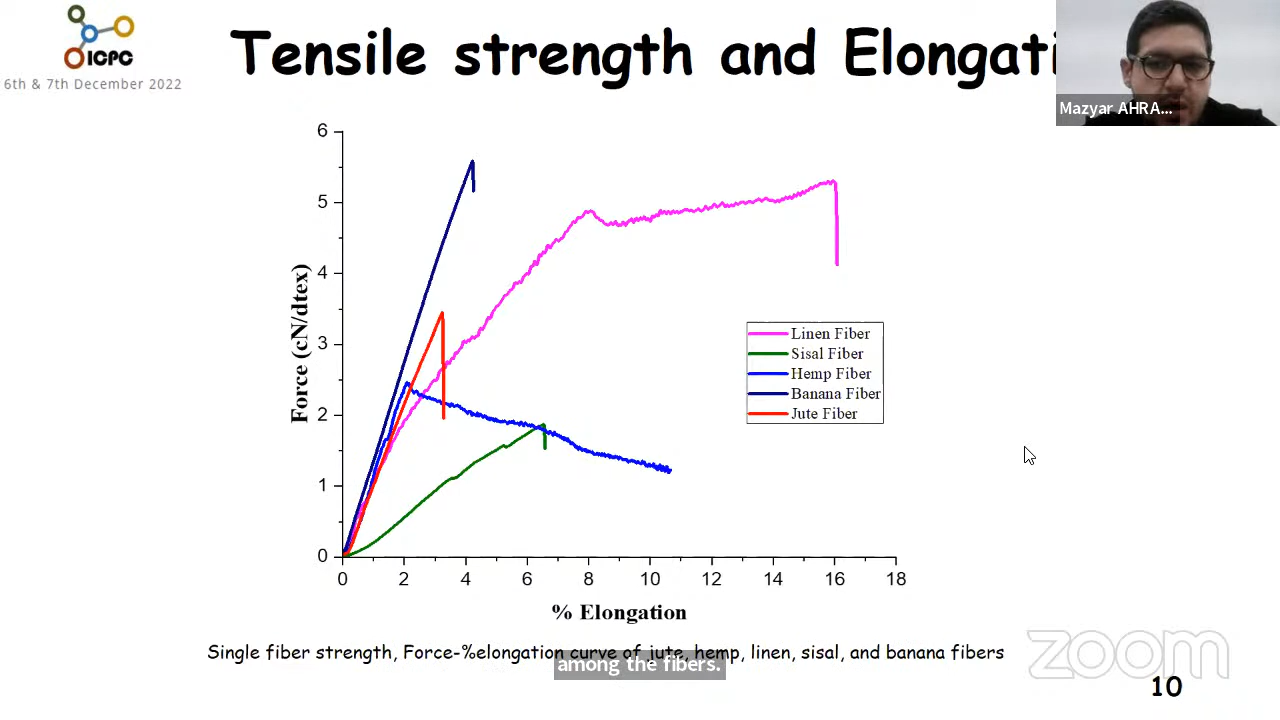 ICPC
6th & 7th December 2022
Tensile strength and Elongati
Mazyar AHRA...
6
5
4
3
2
1
0
Force (cN/dtex)
Linen Fiber
Sisal Fiber
Hemp Fiber
Banana Fiber
Jute Fiber
0 2 4 6 8 10 12 14 16 18
% Elongation
Single fiber strength, Force-%elongation curve of jute, hemp, linen, sisal, and banana fibers
among the fibers.
zoom
10